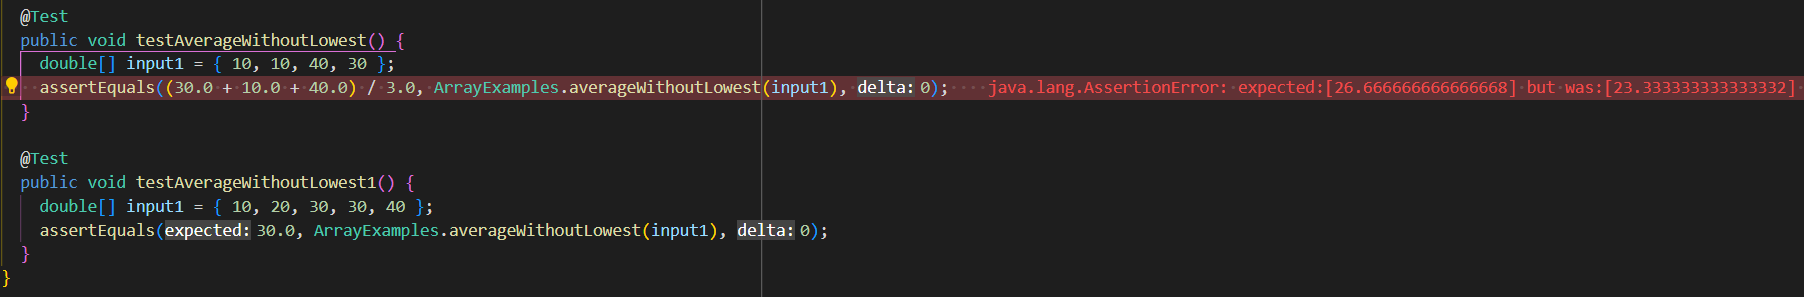 @Test
public void testAverageWithoutLowest() {
double[] input1 = { 10, 10, 40, 30 };
assertEquals((30.0 + 10.0 + 40.0) / 3.0, ArrayExamples.averageWithoutLowest(input1), delta: 0); java.lang.AssertionError: expected:[26.666666666666668] but was:[23.333333333333332]
}
@Test
public void testAverageWithoutLowest1() {
double[] input1 = { 10, 20, 30, 30, 40 };
assertEquals(expected: 30.0, ArrayExamples.averageWithoutLowest(input1), delta: 0);
}
}